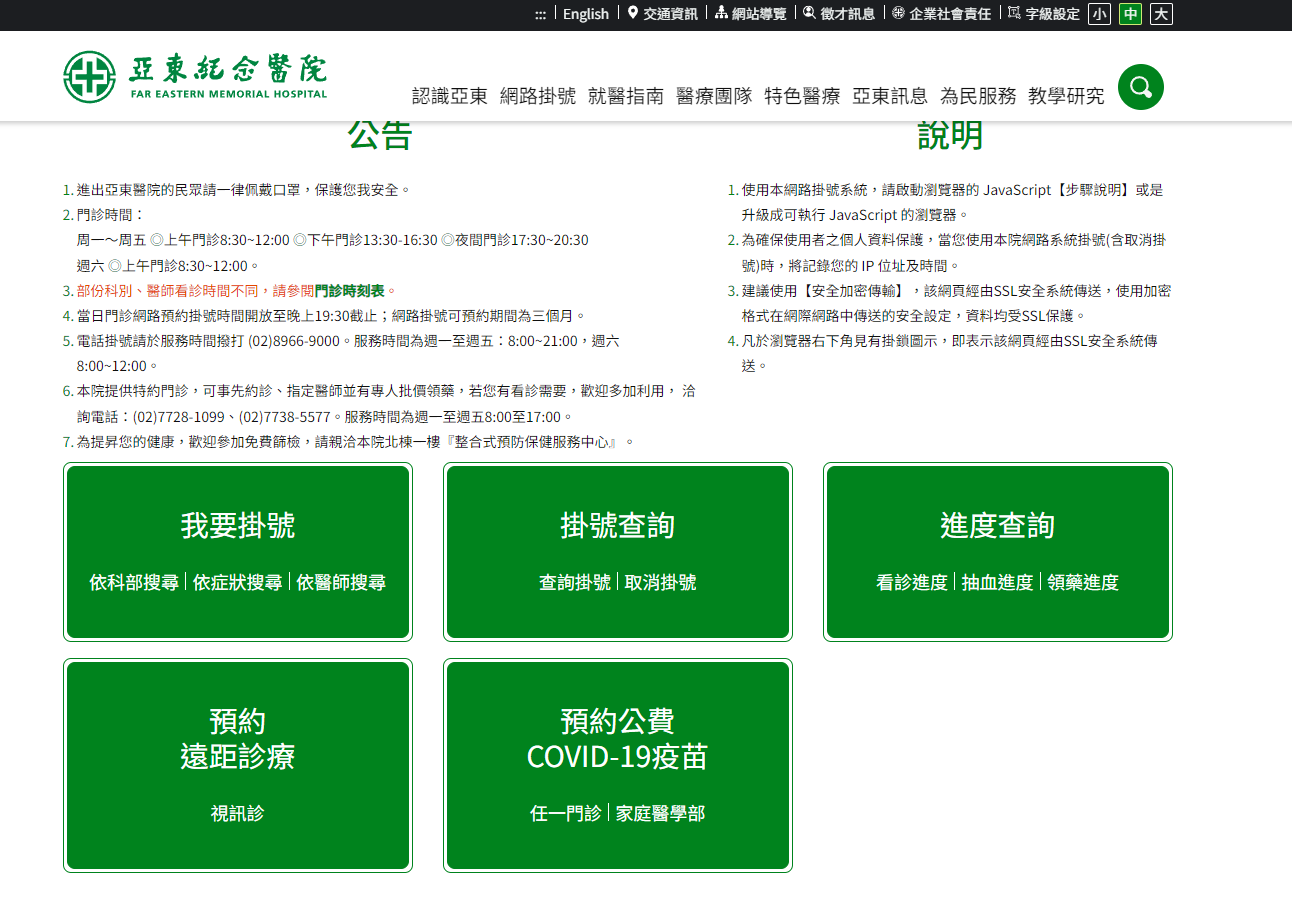 ::: English 交通資訊 網站導覽 徵才訊息 企業社會責任 字級設定 小 中 大
亞東紀念醫院
FAR EASTERN MEMORIAL HOSPITAL
認識亞東 網路掛號 就醫指南 醫療團隊 特色醫療 亞東訊息 為民服務 教學研究
公告
1. 進出亞東醫院的民眾請一律佩戴口罩，保護您我安全。
2. 門診時間：
周一～周五 ◎上午門診8:30~12:00 ◎下午門診13:30-16:30 ◎夜間門診17:30~20:30
週六 ◎上午門診8:30~12:00。
3. 部份科別、醫師看診時間不同，請參閱門診時刻表。
4. 當日門診網路預約掛號時間開放至晚上19:30截止；網路掛號可預約期間為三個月。
5. 電話掛號請於服務時間撥打 (02)8966-9000。服務時間為週一至週五：8:00~21:00，週六
8:00~12:00。
6. 本院提供特約門診，可事先約診、指定醫師並有專人批價領藥，若您有看診需要，歡迎多加利用， 洽
詢電話：(02)7728-1099、(02)7738-5577。服務時間為週一至週五8:00至17:00。
7. 為提昇您的健康，歡迎參加免費篩檢，請親洽本院北棟一樓『整合式預防保健服務中心』。
說明
1. 使用本網路掛號系統，請啟動瀏覽器的 JavaScript【步驟說明】或是
升級成可執行 JavaScript 的瀏覽器。
2. 為確保使用者之個人資料保護，當您使用本院網路系統掛號(含取消掛
號)時，將記錄您的 IP 位址及時間。
3. 建議使用【安全加密傳輸】，該網頁經由SSL安全系統傳送，使用加密
格式在網際網路中傳送的安全設定，資料均受SSL保護。
4. 凡於瀏覽器右下角見有掛鎖圖示，即表示該網頁經由SSL安全系統傳
送。
我要掛號
依科部搜尋 依症狀搜尋 依醫師搜尋
掛號查詢
查詢掛號 取消掛號
進度查詢
看診進度 抽血進度 領藥進度
預約
遠距診療
視訊診
預約公費
COVID-19疫苗
任一門診 家庭醫學部